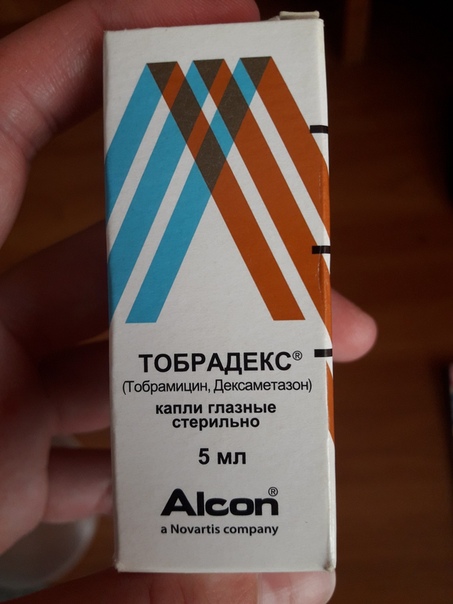 ТОБРАДЕКС®
(Тобрамицин, Дексаметазон)
капли глазные
стерильно
5 мл
Alcon®
a Novartis company